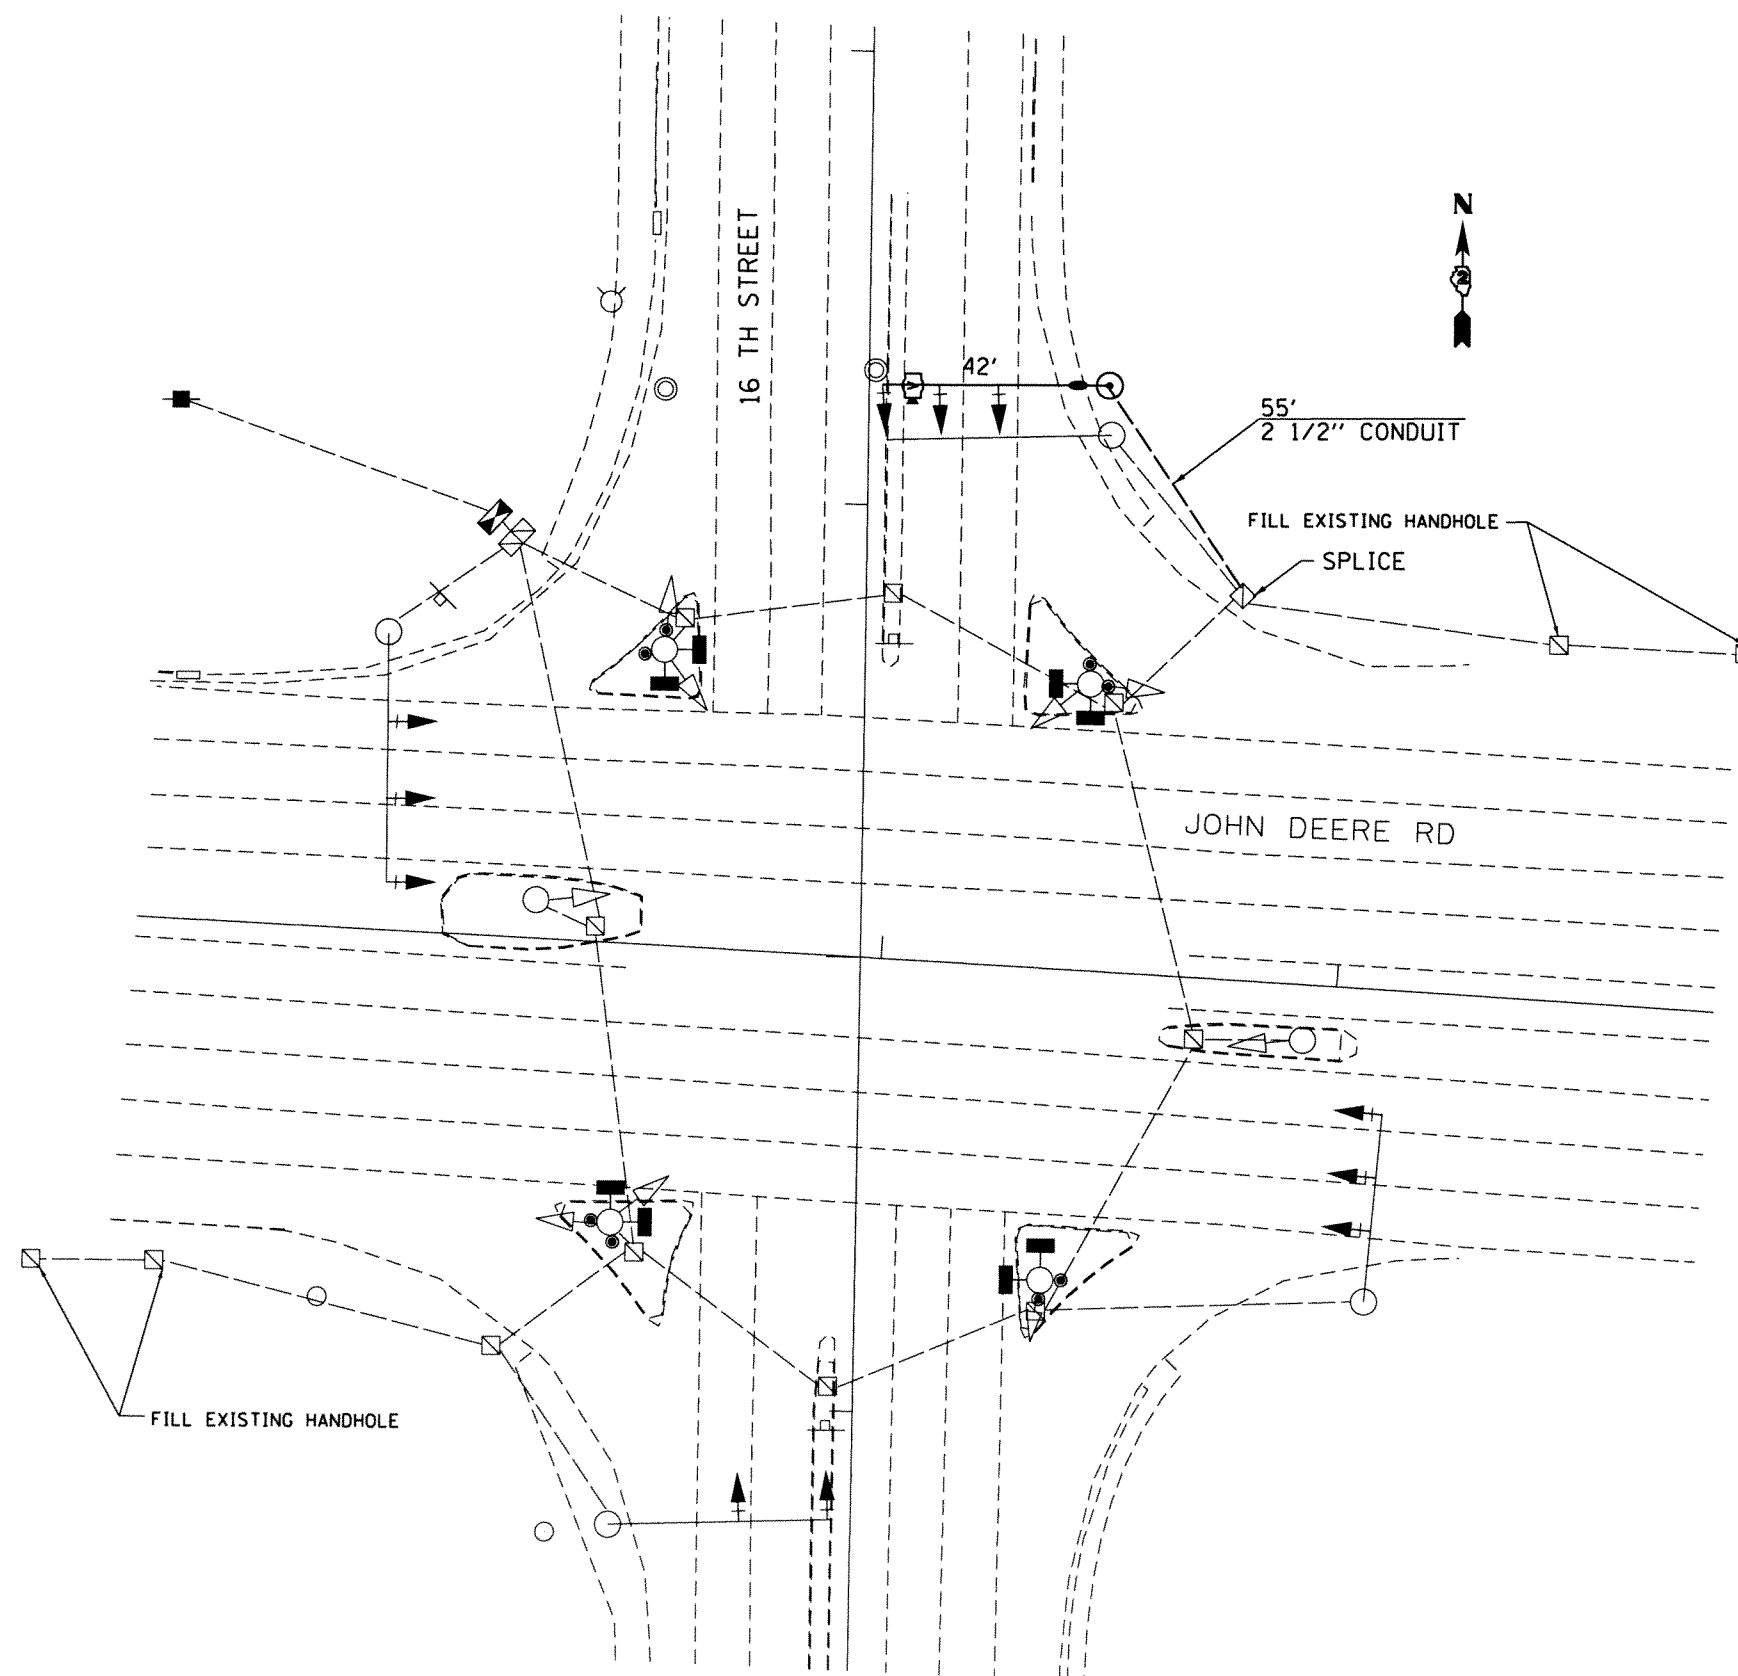 N
2
16 TH STREET
42'
55'
2 1/2" CONDUIT
FILL EXISTING HANDHOLE
SPLICE
JOHN DEERE RD
FILL EXISTING HANDHOLE